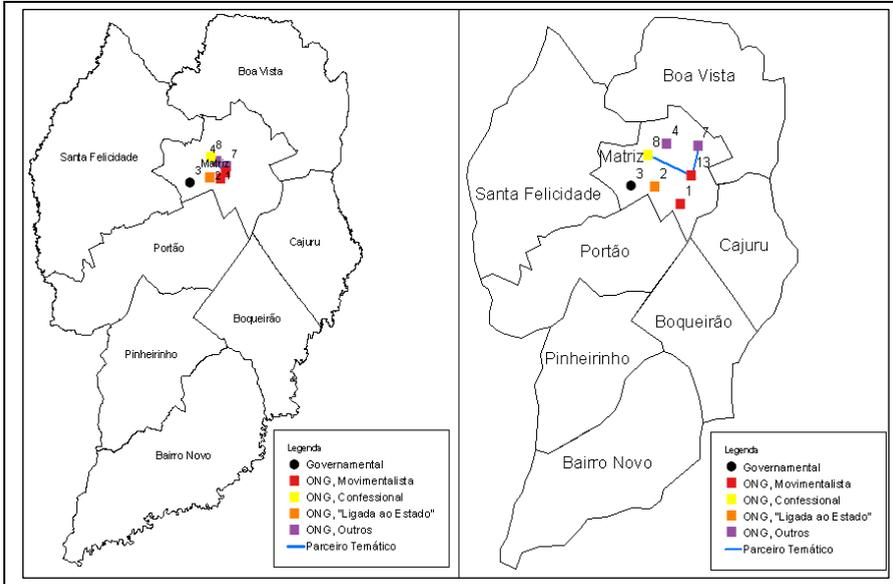 Boa Vista
Santa Felicidade
Matriz
4
8
7
3
2
1
Portão
Cajuru
Boqueirão
Pinheirinho
Bairro Novo
Legenda
Governamental
ONG, Movimentalista
ONG, Confessional
ONG, "Ligada ao Estado"
ONG, Outros
Parceiro Temático
Boa Vista
4
8
7
Matriz
13
3
2
1
Santa Felicidade
Portão
Cajuru
Boqueirão
Pinheirinho
Bairro Novo
Legenda
Governamental
ONG, Movimentalista
ONG, Confessional
ONG, "Ligada ao Estado"
ONG, Outros
Parceiro Temático